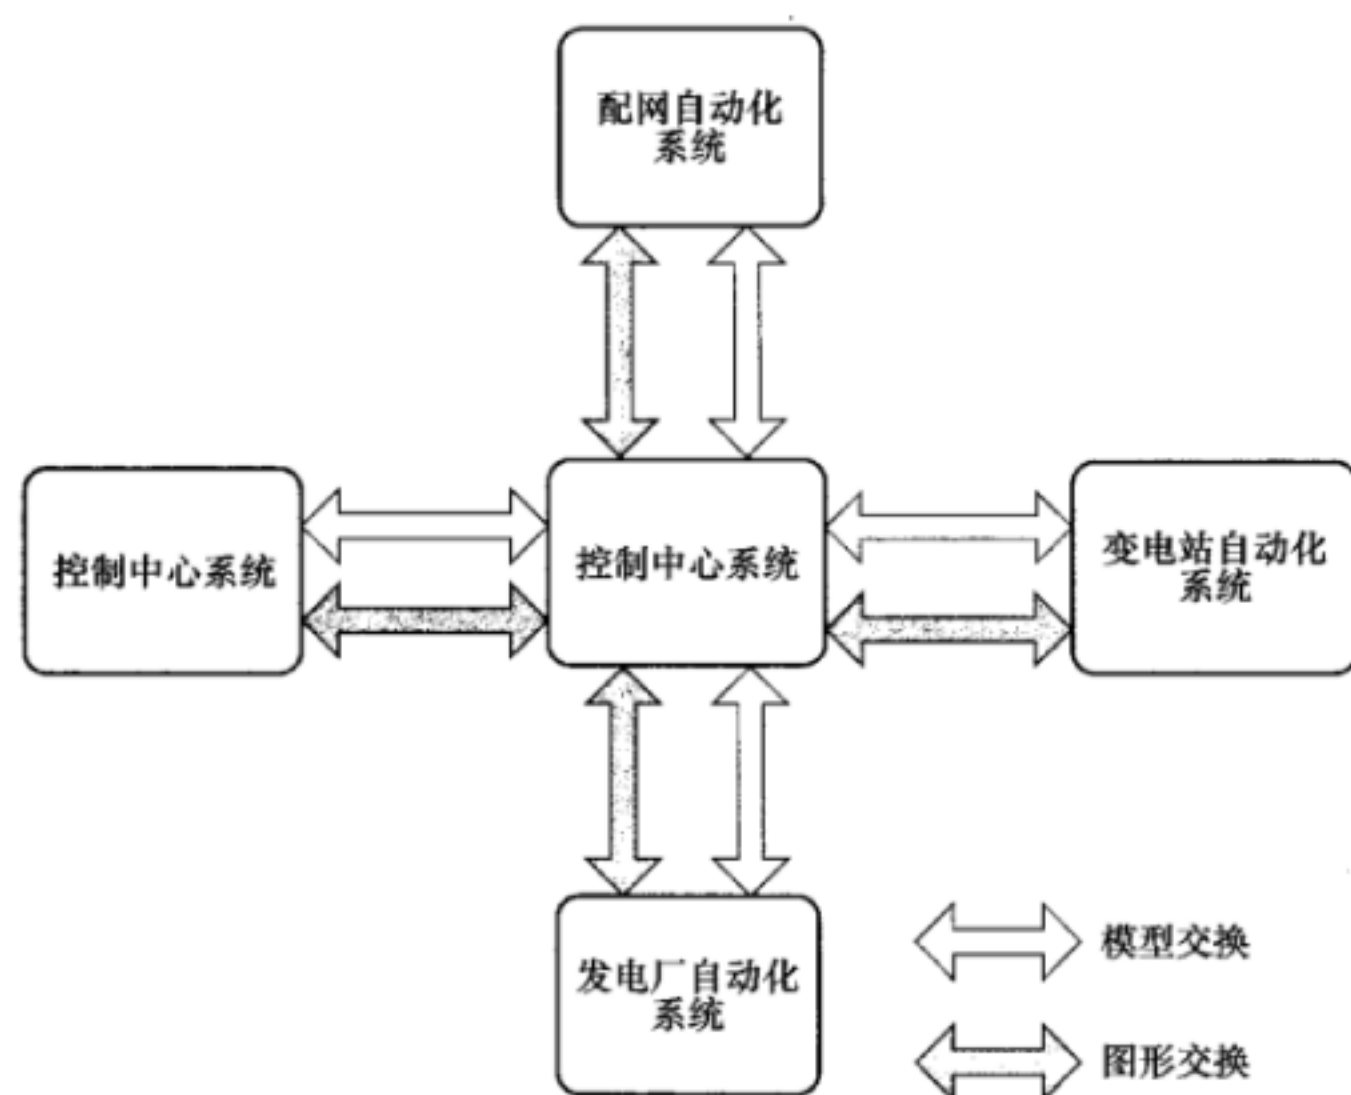 配网自动化
系统
控制中心系统
控制中心系统
变电站自动化
系统
发电厂自动化
系统
模型交换
图形交换